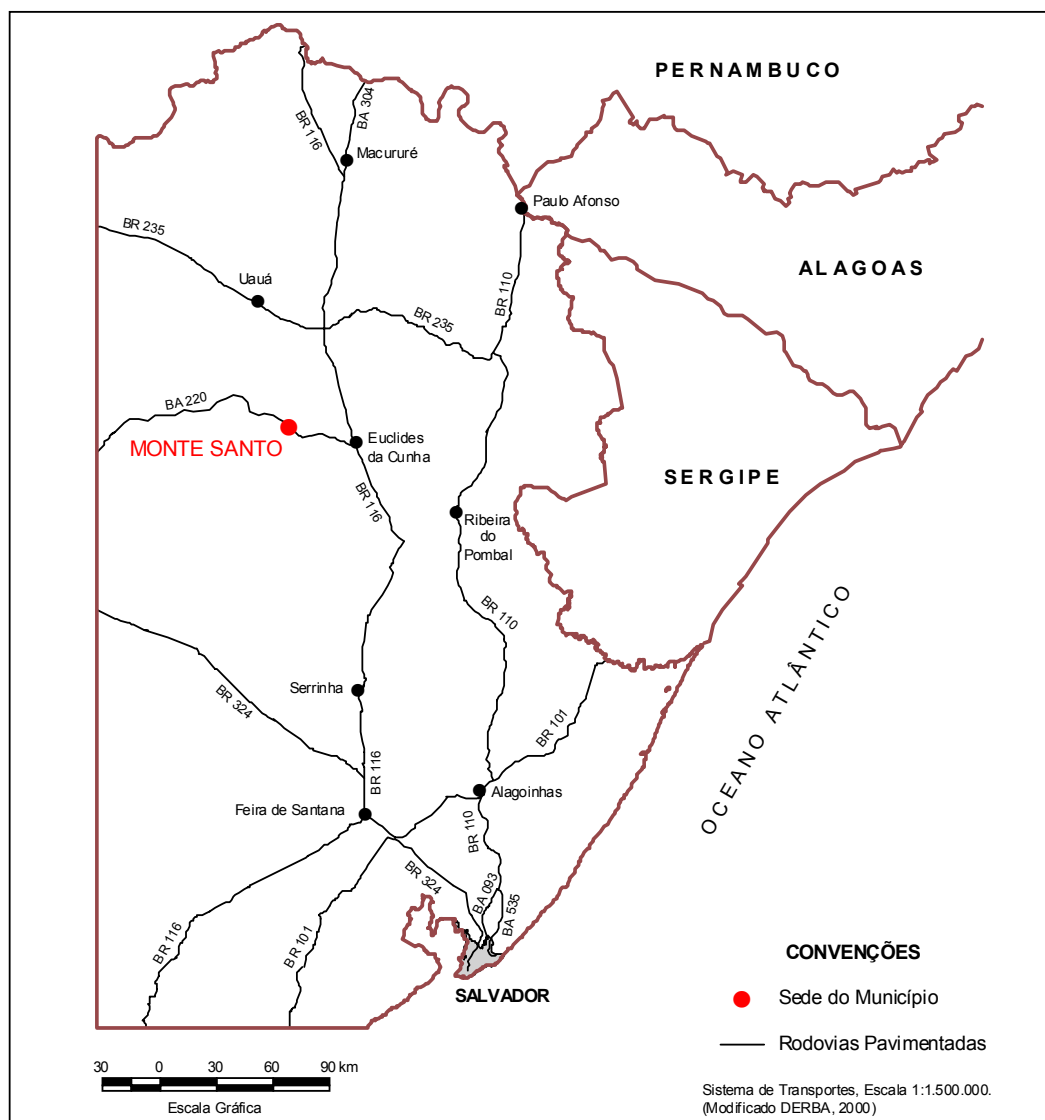 PERNAMBUCO
BR 116
BA 304
Macururé
Paulo Afonso
BR 235
ALAGOAS
Uauá
BR 110
BR 235
BA 220
MONTE SANTO
Euclides
da Cunha
SERGIPE
BR 116
Ribeira
do
Pombal
BR 110
OCEANO ATLÂNTICO
Serrinha
BR 324
BR 101
BR 116
Alagoinhas
Feira de Santana
BR 110
BR 324
BA 093
BA 535
BR 116
BR 101
SALVADOR
CONVENÇÕES
Sede do Município
Rodovias Pavimentadas
30 0 30 60 90 km
Escala Gráfica
Sistema de Transportes, Escala 1:1.500.000.
(Modificado DERBA, 2000)